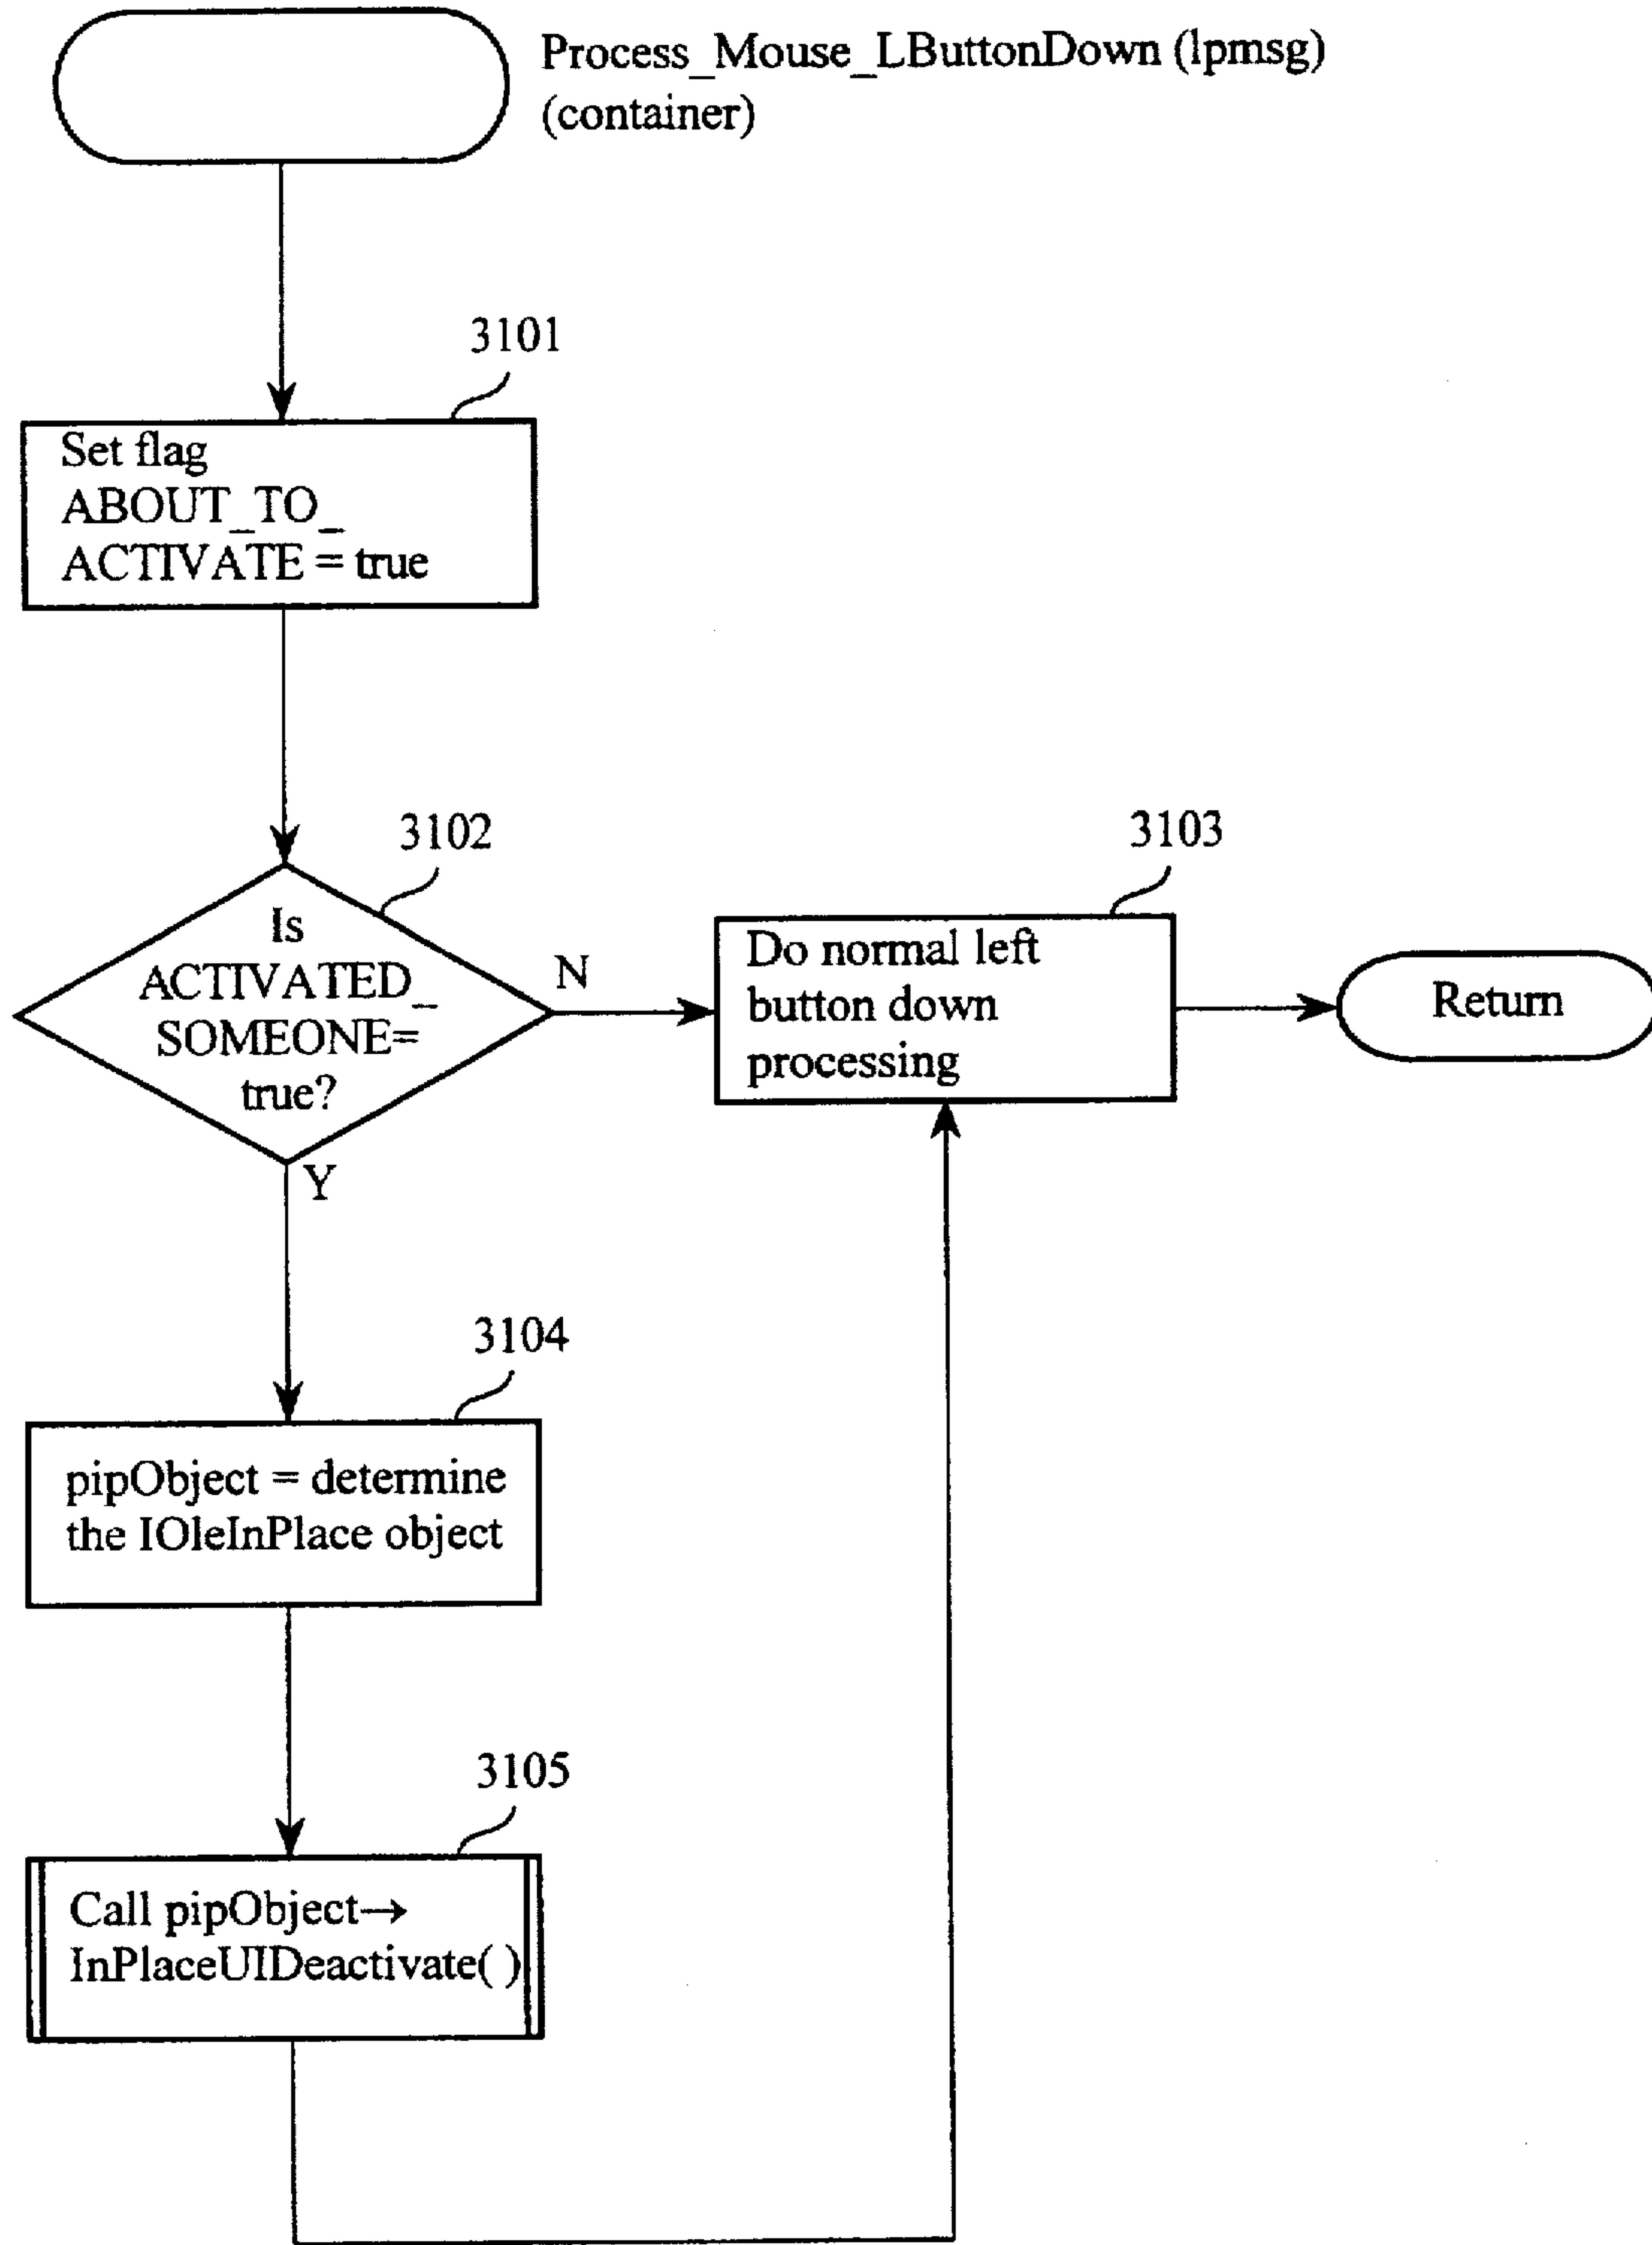 Process_Mouse_LButtonDown (lpmsg)
(container)
3101
Set flag
ABOUT_TO_
ACTIVATE = true
3102
Is
ACTIVATED_
SOMEONE=
true?
N
Y
3103
Do normal left
button down
processing
Return
3104
pipObject = determine
the IOleInPlace object
3105
Call pipObject→
InPlaceUIDeactivate( )